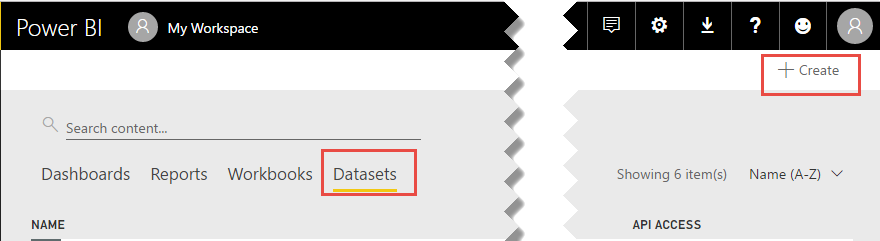 Power BI My Workspace ?
+ Create
Search content...
Dashboards Reports Workbooks Datasets Showing 6 item(s) Name (A-Z)
NAME API ACCESS